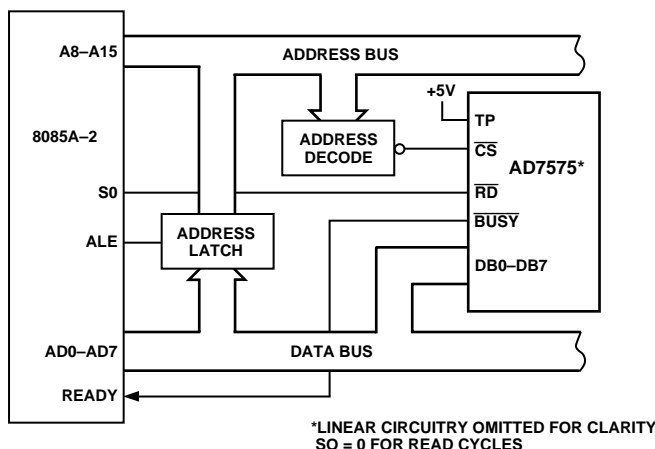 A8–A15
ADDRESS BUS
+5V
TP
8085A–2
ADDRESS
DECODE
CS
AD7575*
S0
RD
ALE
ADDRESS
LATCH
BUSY
DB0–DB7
AD0–AD7
DATA BUS
READY
*LINEAR CIRCUITRY OMITTED FOR CLARITY
SO = 0 FOR READ CYCLES